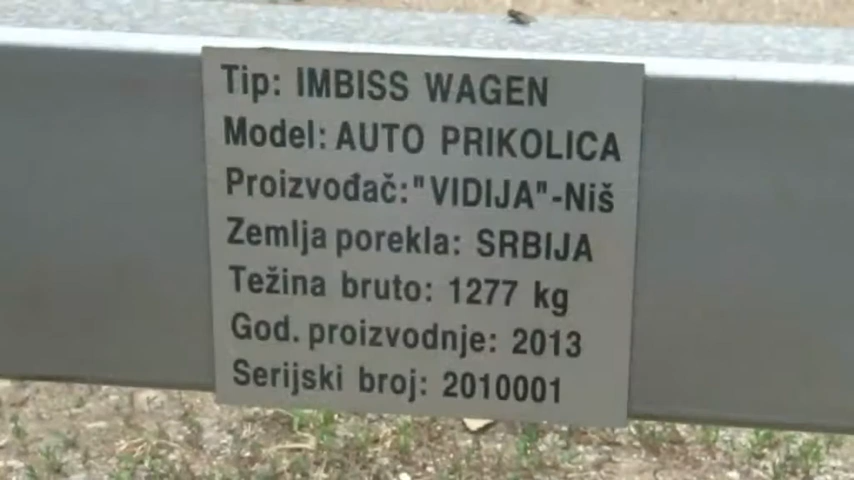 Tip: IMBISS WAGEN
Model: AUTO PRIKOLICA
Proizvođač:"VIDIJA"-Niš
Zemlja porekla: SRBIJA
Težina bruto: 1277 kg
God. proizvodnje: 2013
Serijski broj: 2010001